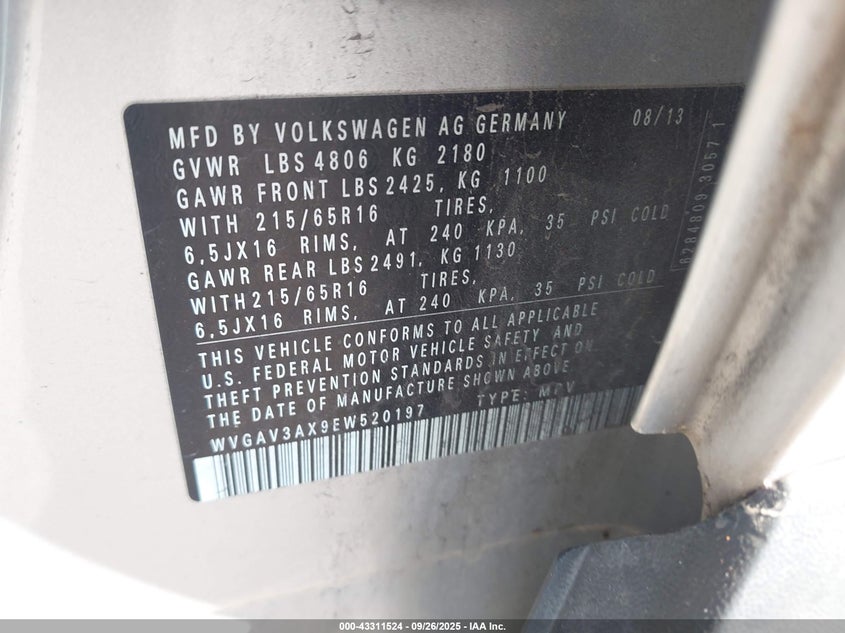 MFD BY VOLKSWAGEN AG GERMANY 08/13
GVWR LBS 4806 KG 2180
GAWR FRONT LBS 2425, KG 1100
WITH 215/65R16 TIRES,
6,5JX16 RIMS, AT 240 KPA, 35 PSI COLD
GAWR REAR LBS 2491, KG 1130
WITH 215/65R16 TIRES,
6,5JX16 RIMS, AT 240 KPA, 35 PSI COLD
THIS VEHICLE CONFORMS TO ALL APPLICABLE
U.S. FEDERAL MOTOR VEHICLE SAFETY AND
THEFT PREVENTION STANDARDS IN EFFECT ON
THE DATE OF MANUFACTURE SHOWN ABOVE
WVGAV3AX9EW520197 TYPE: MPV
6284809 3057 1
000-43311524 - 09/26/2025 - IAA Inc.